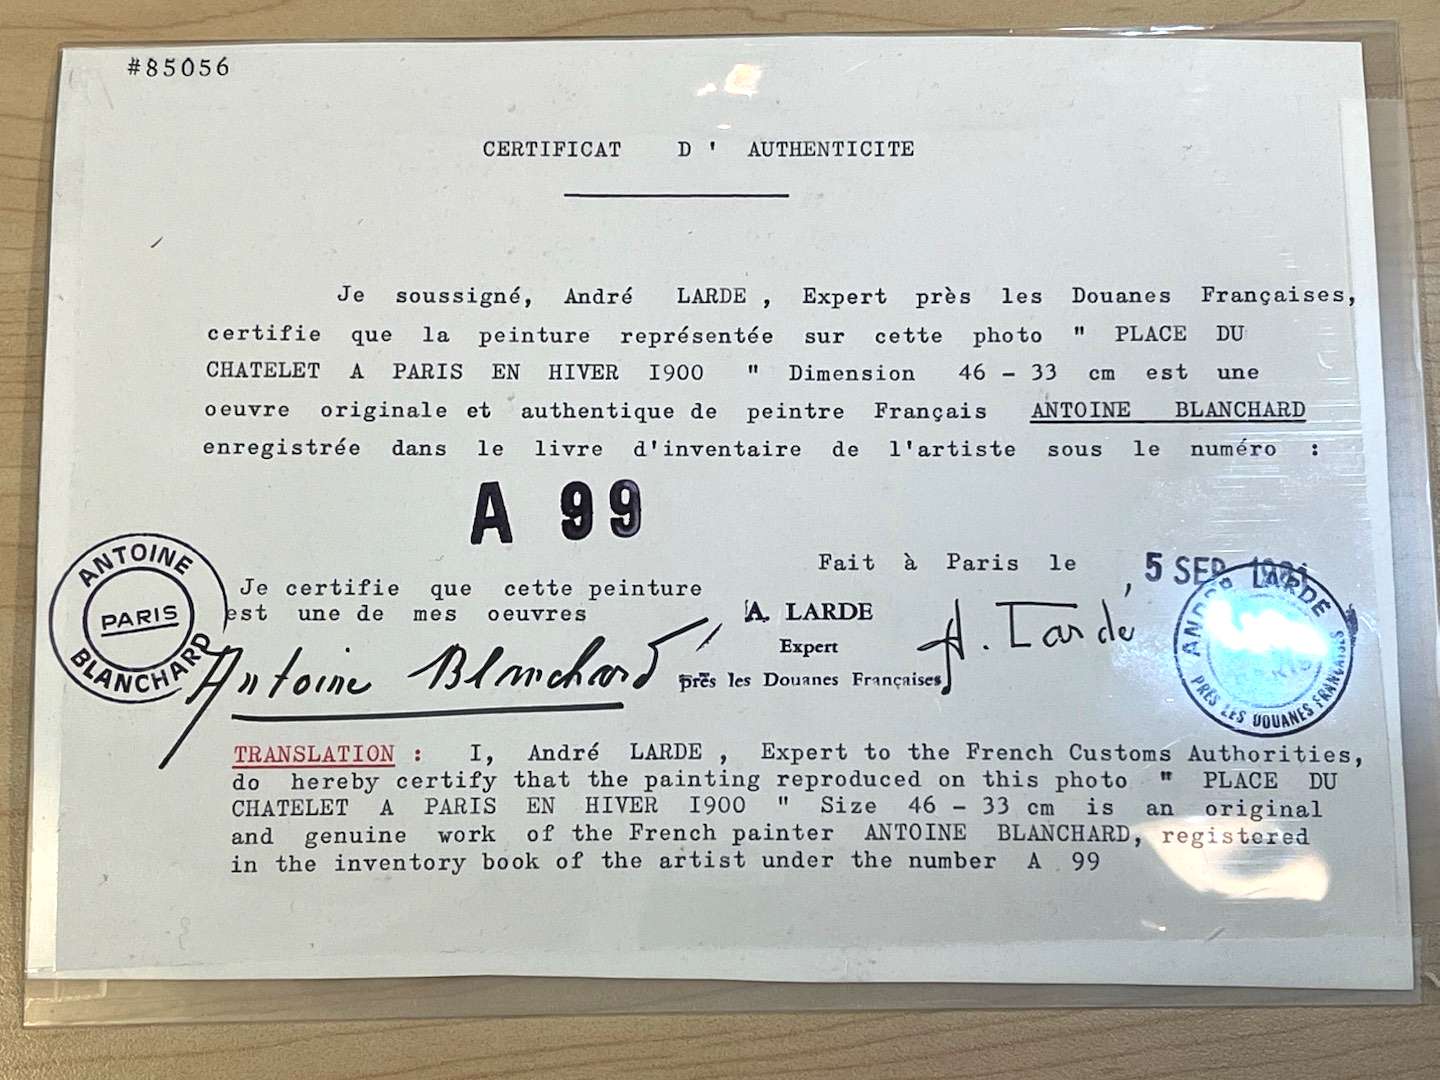 #85056
CERTIFICAT D' AUTHENTICITE
Je soussigné, André LARDE, Expert près les Douanes Françaises,
certifie que la peinture représentée sur cette photo " PLACE DU
CHATELET A PARIS EN HIVER I900 " Dimension 46 - 33 cm est une
oeuvre originale et authentique de peintre Français ANTOINE BLANCHARD
enregistrée dans le livre d'inventaire de l'artiste sous le numéro :
A 99
Fait à Paris le , 5 SEP
Je certifie que cette peinture
est une de mes oeuvres
ANTOINE BLANCHARD
PARIS
Antoine Blanchard
A. LARDE
Expert
près les Douanes Françaises
A. Larde
ANDRÉ LARDE
PARIS
PRÈS LES DOUANES FRANÇAISES
TRANSLATION : I, André LARDE, Expert to the French Customs Authorities,
do hereby certify that the painting reproduced on this photo " PLACE DU
CHATELET A PARIS EN HIVER I900 " Size 46 - 33 cm is an original
and genuine work of the French painter ANTOINE BLANCHARD, registered
in the inventory book of the artist under the number A 99